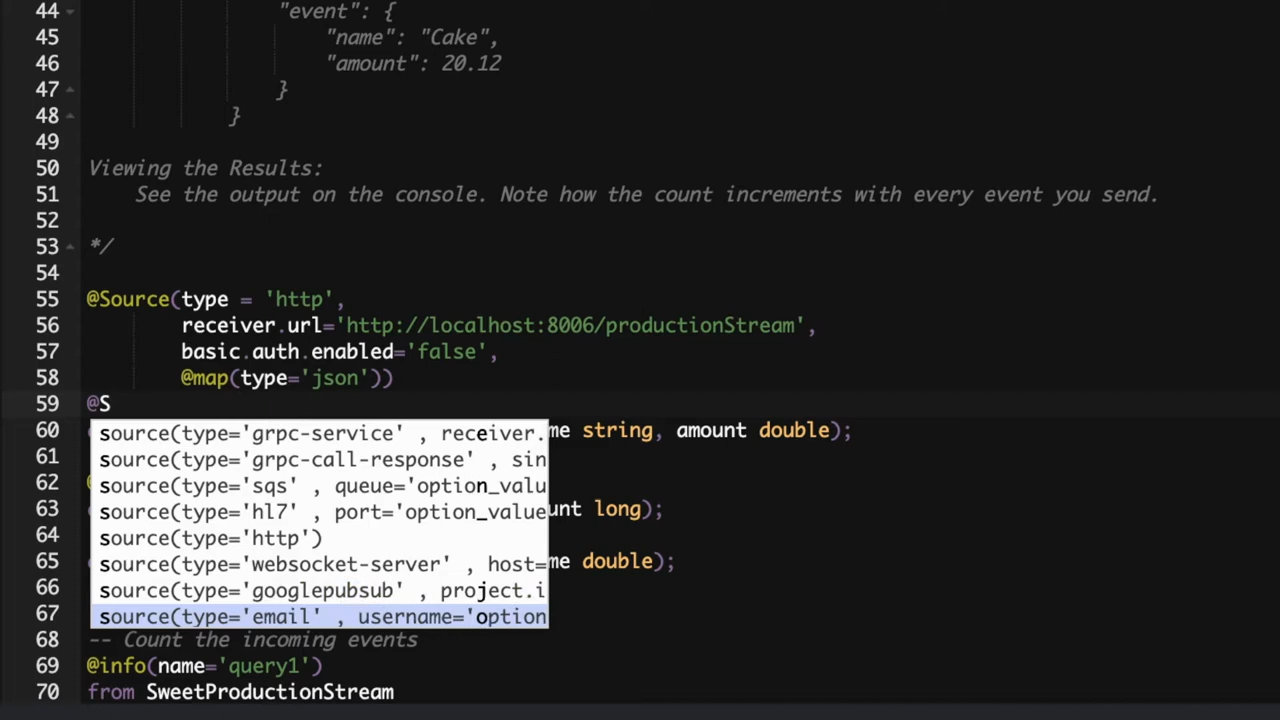 44 "event": {
45 "name": "Cake",
46 "amount": 20.12
47 }
48 }
49
50 Viewing the Results:
51 See the output on the console. Note how the count increments with every event you send.
52
53 */
54
55 @Source(type = 'http',
56 receiver.url='http://localhost:8006/productionStream',
57 basic.auth.enabled='false',
58 @map(type='json'))
59 @S
source(type='grpc-service' , receiver.
60 me string, amount double);
source(type='grpc-call-response' , sin
61
source(type='sqs' , queue='option_valu
62 @
source(type='hl7' , port='option_value
63 unt long);
source(type='http')
64
source(type='websocket-server' , host=
65 me double);
source(type='googlepubsub' , project.i
66
source(type='email' , username='option
67
68 -- Count the incoming events
69 @info(name='query1')
70 from SweetProductionStream